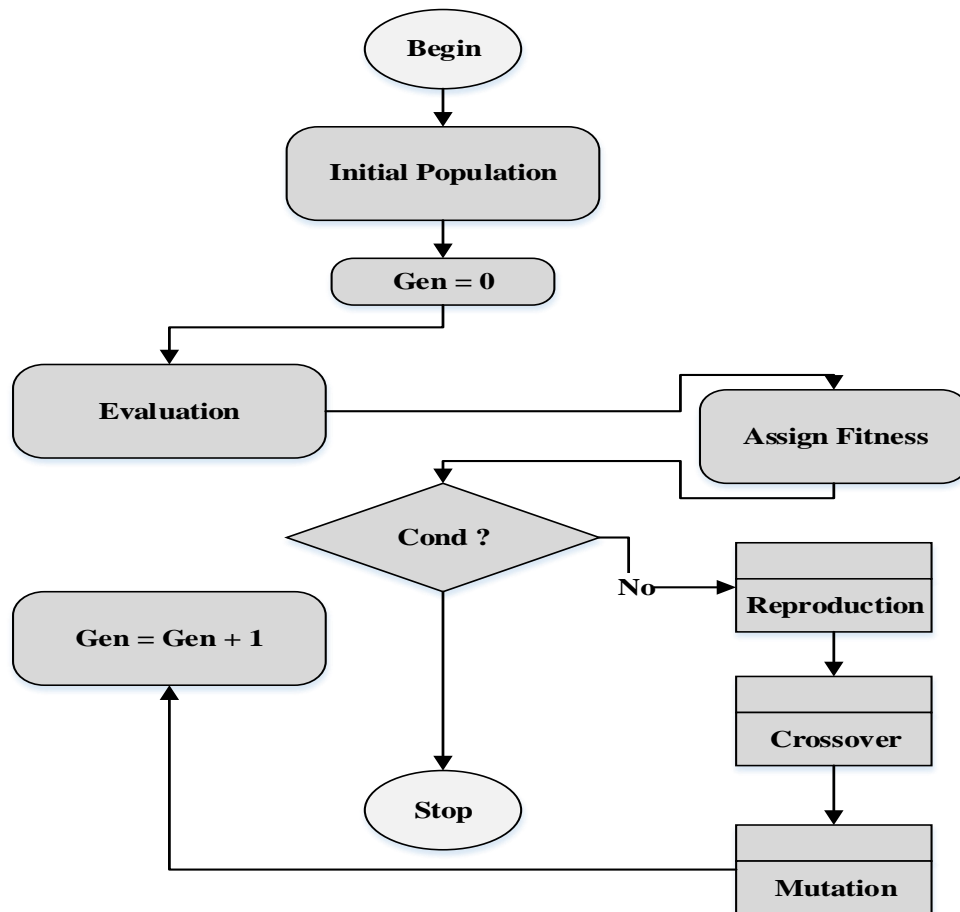 Begin
Initial Population
Gen = 0
Evaluation
Assign Fitness
Cond ?
No
Reproduction
Gen = Gen + 1
Crossover
Stop
Mutation